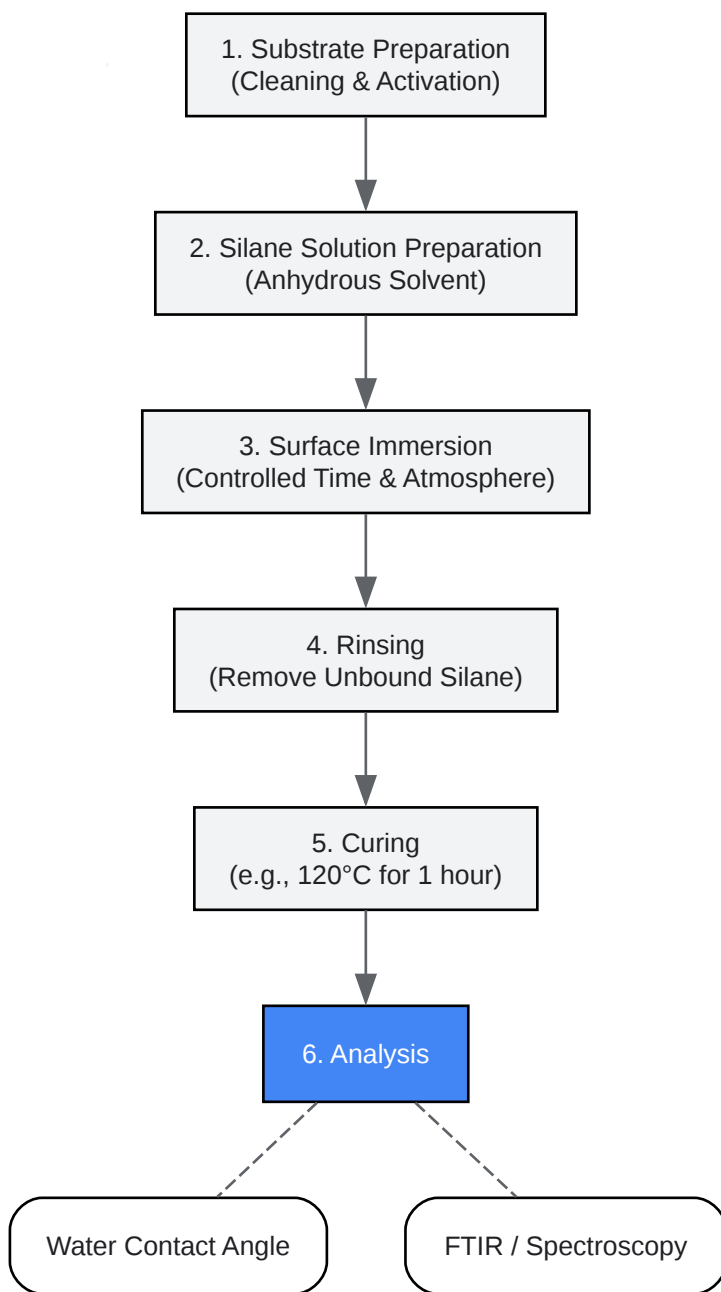 1. Substrate Preparation
(Cleaning & Activation)
2. Silane Solution Preparation
(Anhydrous Solvent)
3. Surface Immersion
(Controlled Time & Atmosphere)
4. Rinsing
(Remove Unbound Silane)
5. Curing
(e.g., 120°C for 1 hour)
6. Analysis
Water Contact Angle
FTIR / Spectroscopy